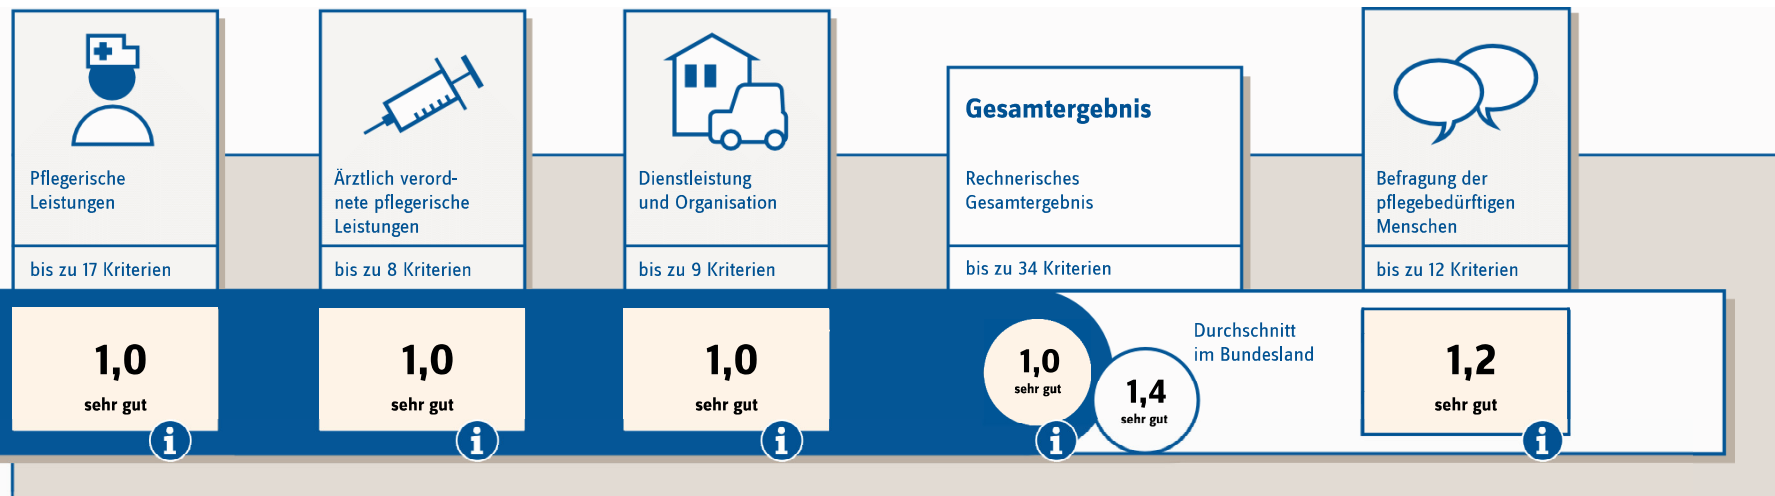 Pflegerische
Leistungen
bis zu 17 Kriterien
1,0
sehr gut
i
Ärztlich verord-
nete pflegerische
Leistungen
bis zu 8 Kriterien
1,0
sehr gut
i
Dienstleistung
und Organisation
bis zu 9 Kriterien
1,0
sehr gut
i
Gesamtergebnis
Rechnerisches
Gesamtergebnis
bis zu 34 Kriterien
1,0
sehr gut
i
1,4
sehr gut
Durchschnitt
im Bundesland
Befragung der
pflegebedürftigen
Menschen
bis zu 12 Kriterien
1,2
sehr gut
i